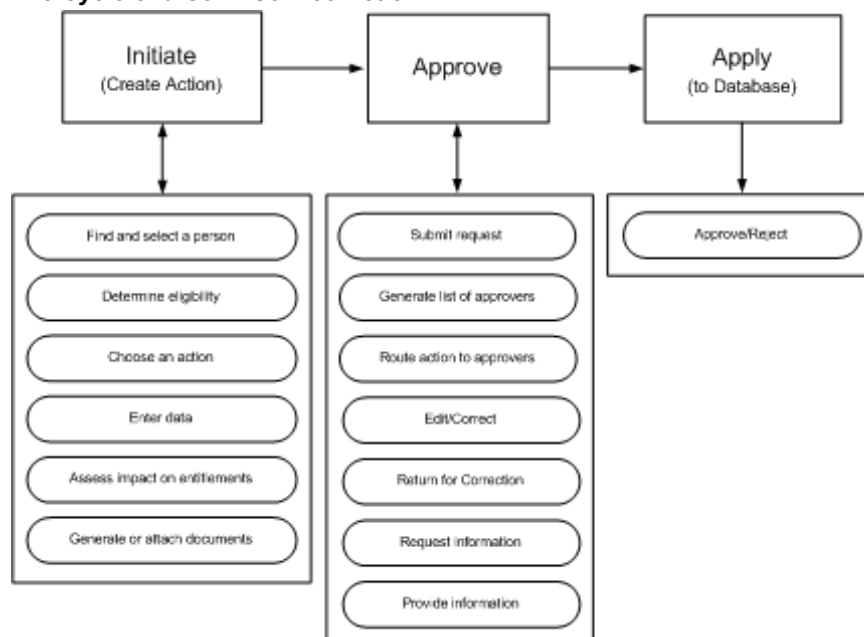 Initiate
(Create Action)
Approve
Apply
(to Database)
Find and select a person
Determine eligibility
Choose an action
Enter data
Assess impact on entitlements
Generate or attach documents
Submit request
Generate list of approvers
Route action to approvers
Edit/Correct
Return for Correction
Request information
Provide information
Approve/Reject